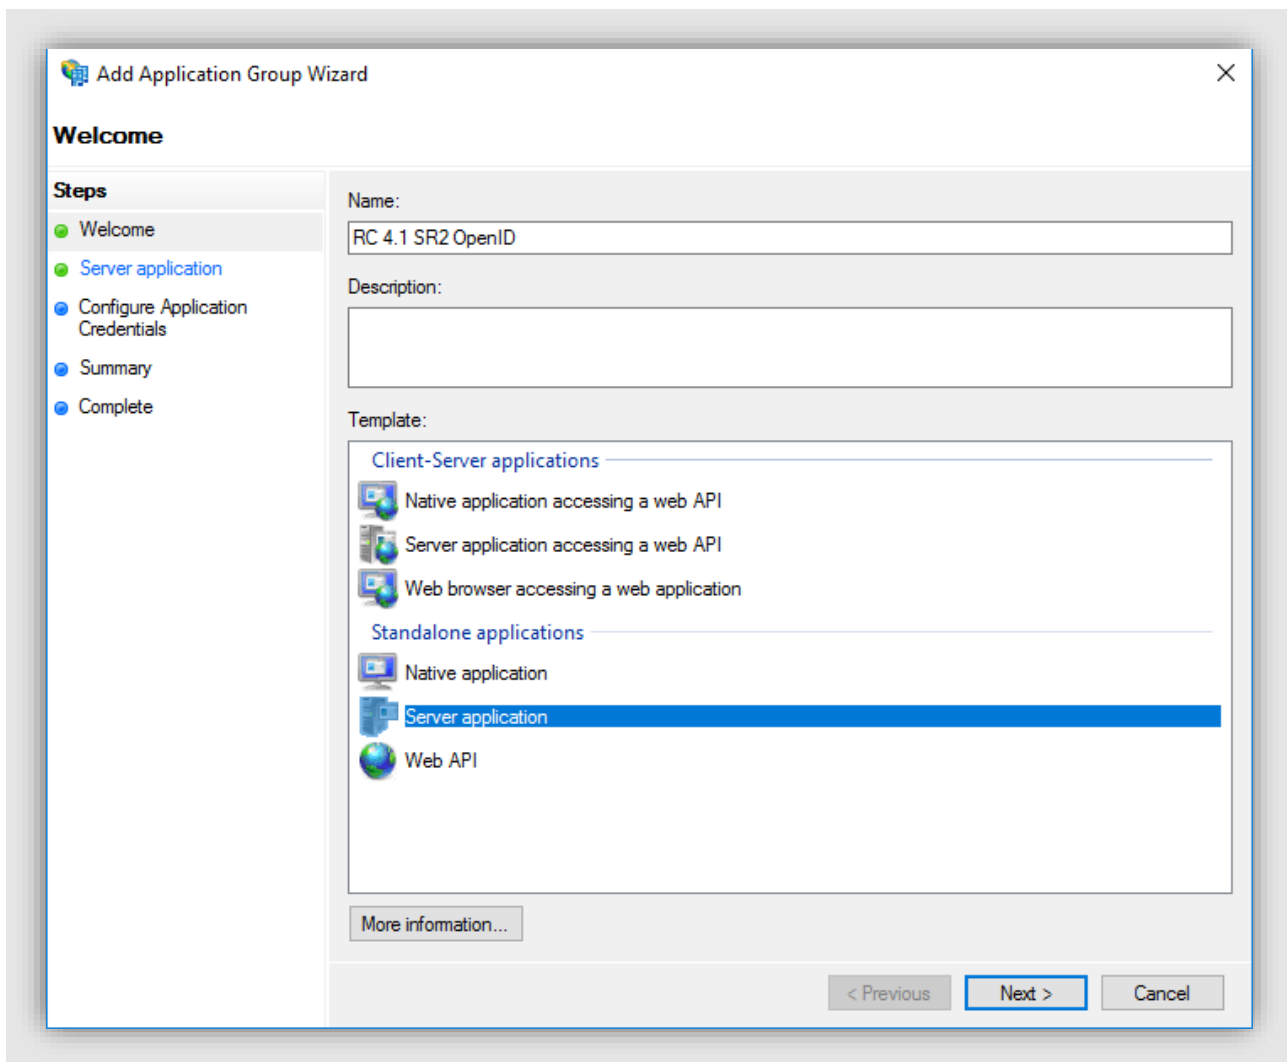 Add Application Group Wizard
Welcome
Steps
Welcome
Server application
Configure Application
Credentials
Summary
Complete
Name:
RC 4.1 SR2 OpenID
Description:
Template:
Client-Server applications
Native application accessing a web API
Server application accessing a web API
Web browser accessing a web application
Standalone applications
Native application
Server application
Web API
More information...
< Previous
Next >
Cancel